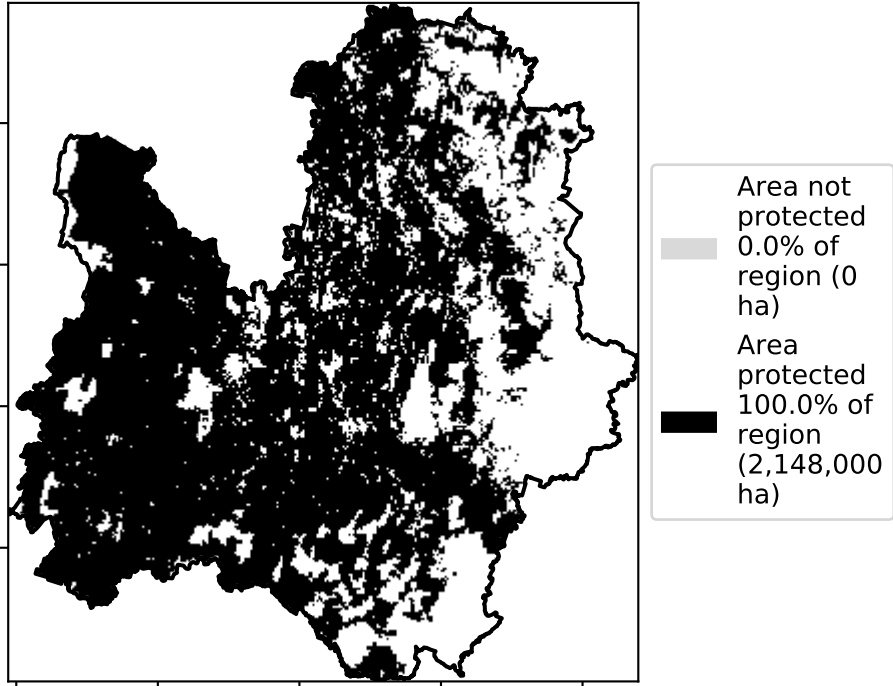 Area not
protected
0.0% of
region (0
ha)
Area
protected
100.0% of
region
(2,148,000
ha)